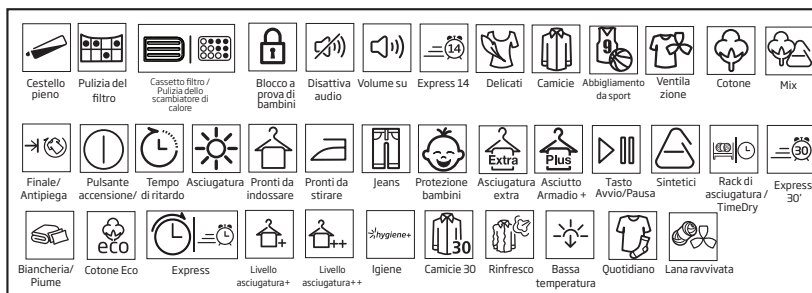 14
9
Cestello pieno
Pulizia del filtro
Cassetto filtro / Pulizia dello scambiatore di calore
Blocco a prova di bambini
Disattiva audio
Volume su
Express 14
Delicati
Camicie
Abbigliamento da sport
Ventila zione
Cotone
Mix
Extra
Plus
30
Finale/ Antipiega
Pulsante accensione/
Tempo di ritardo
Asciugatura
Pronti da indossare
Pronti da stirare
Jeans
Protezione bambini
Asciugatura extra
Asciutto Armadio +
Tasto Avvio/Pausa
Sintetici
Rack di asciugatura / TimeDry
Express 30'
eco
+
++
hygiene+
30
Biancheria/ Piume
Cotone Eco
Express
Livello asciugatura+
Livello asciugatura++
Igiene
Camicie 30
Rinfresco
Bassa temperatura
Quotidiano
Lana ravvivata